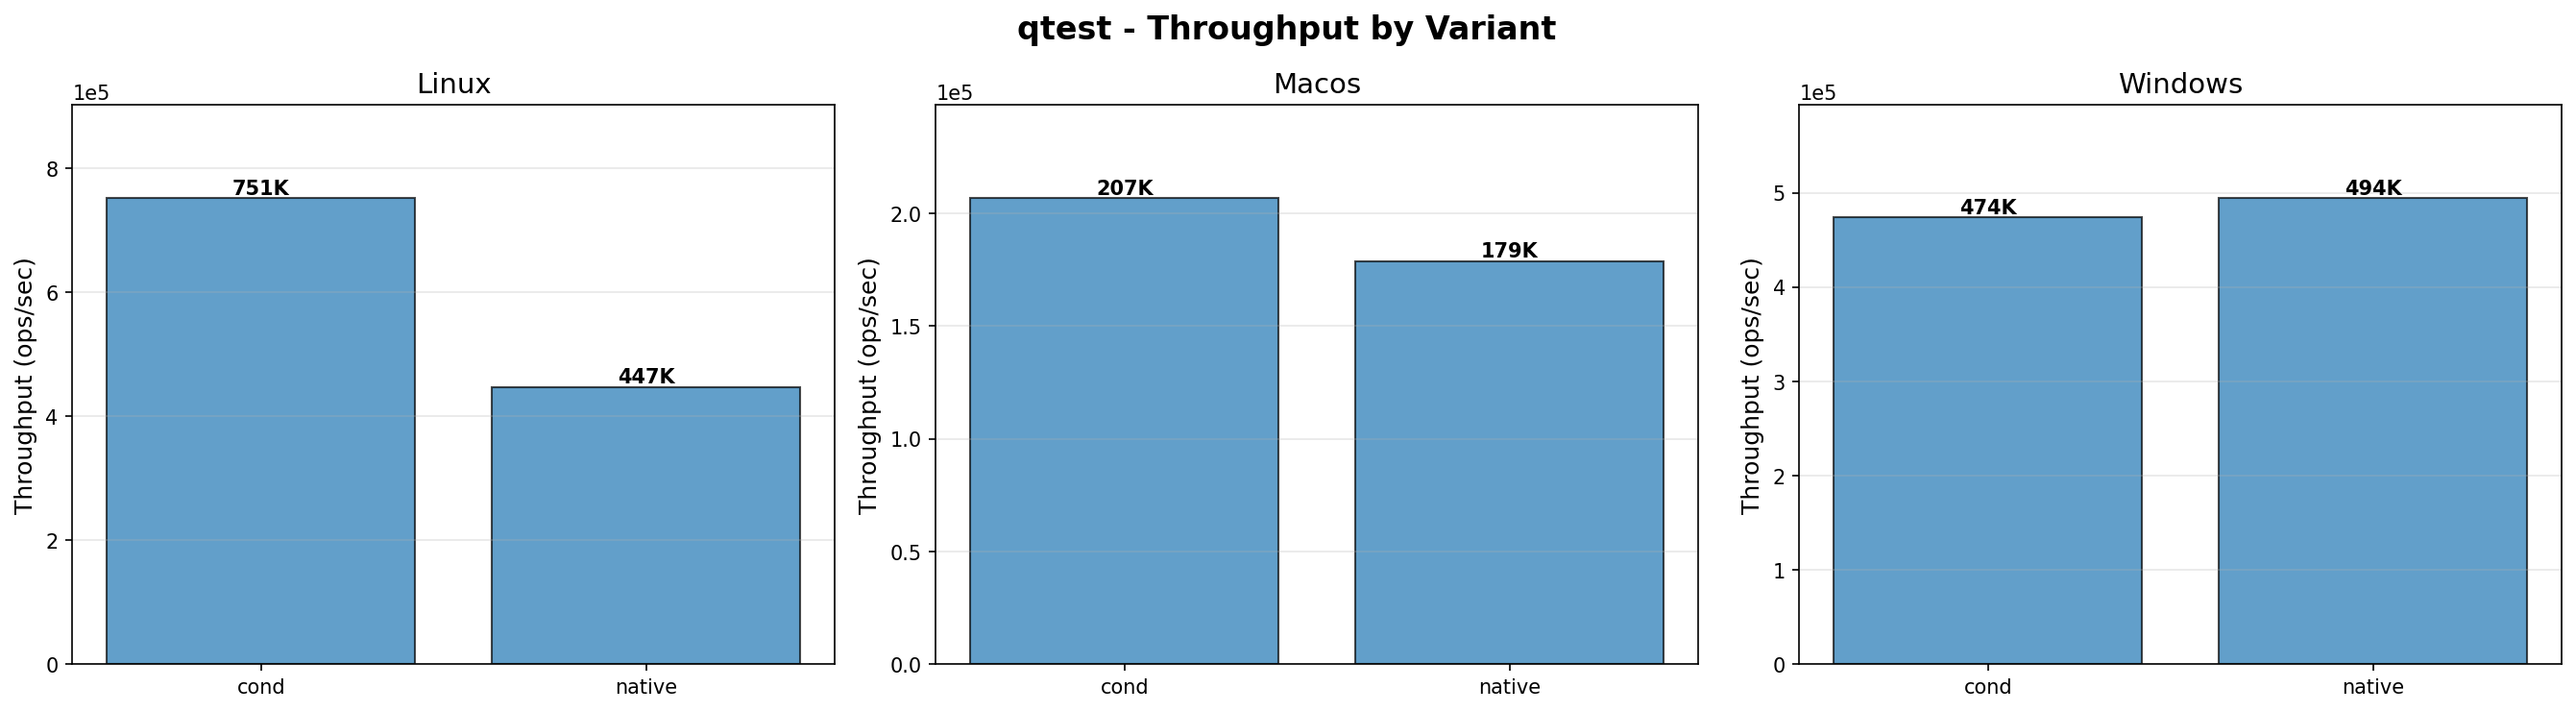 qtest - Throughput by Variant
Linux
1e5
Throughput (ops/sec)
8
6
4
2
0
751K
447K
cond
native
Macos
1e5
Throughput (ops/sec)
2.0
1.5
1.0
0.5
0.0
207K
179K
cond
native
Windows
1e5
Throughput (ops/sec)
5
4
3
2
1
0
474K
494K
cond
native